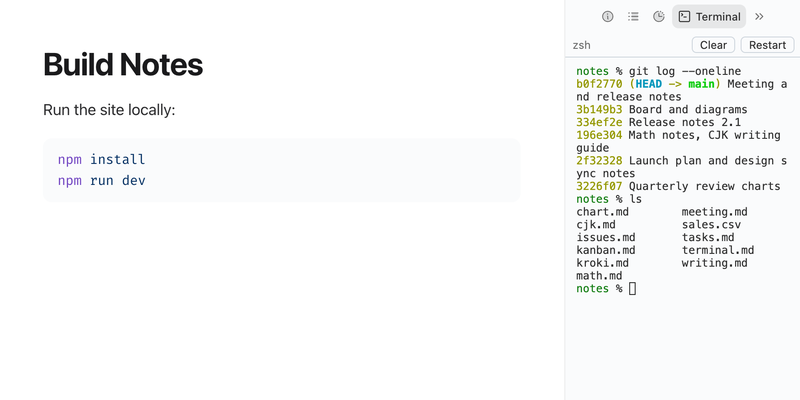 Build Notes
Run the site locally:
npm install
npm run dev
Terminal
zsh
Clear
Restart
notes % git log --oneline
b0f2770 (HEAD -> main) Meeting a
nd release notes
3b149b3 Board and diagrams
334ef2e Release notes 2.1
196e304 Math notes, CJK writing
guide
2f32328 Launch plan and design s
ync notes
3226f07 Quarterly review charts
notes % ls
chart.md meeting.md
cjk.md sales.csv
issues.md tasks.md
kanban.md terminal.md
kroki.md writing.md
math.md
notes %